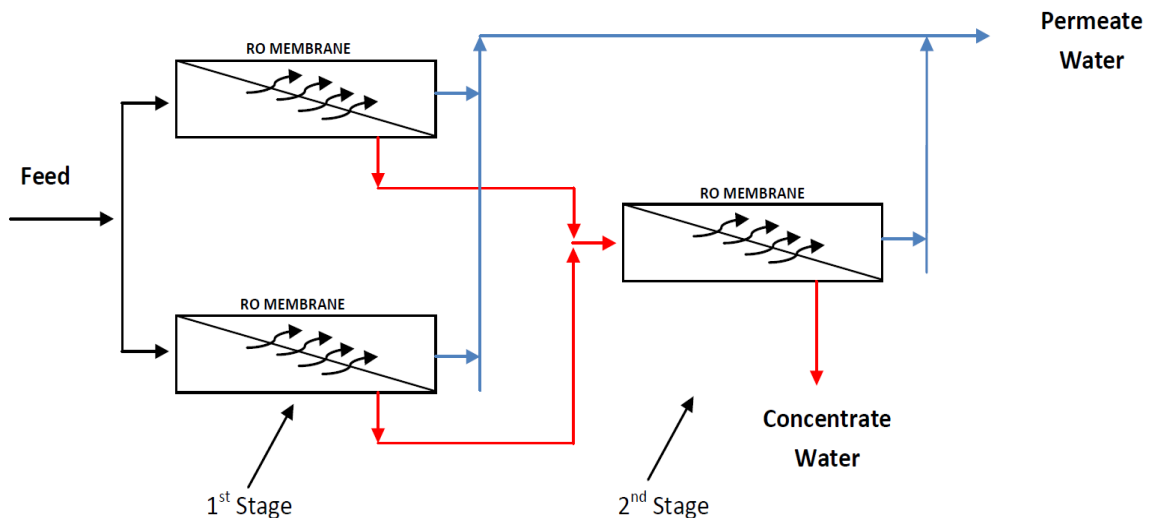 Permeate
Water
RO MEMBRANE
Feed
RO MEMBRANE
RO MEMBRANE
Concentrate
Water
1st Stage
2nd Stage